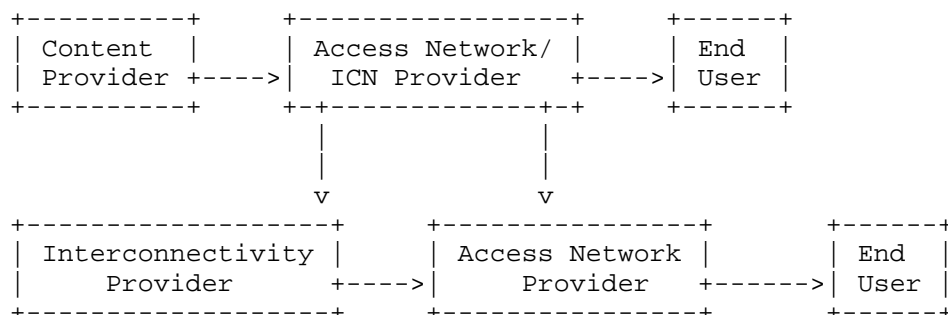 +----------+        +-----------------+        +------+
| Content  |        | Access Network/ |        | End  |
| Provider +---->|  ICN Provider   +---->| User |
+----------+        +-+-------------+-+        +------+
|             |
|             |
v             v
+-------------------+      +----------------+      +------+
| Interconnectivity |      | Access Network |      | End  |
|     Provider      +---->|     Provider   +------>| User |
+-------------------+      +----------------+      +------+